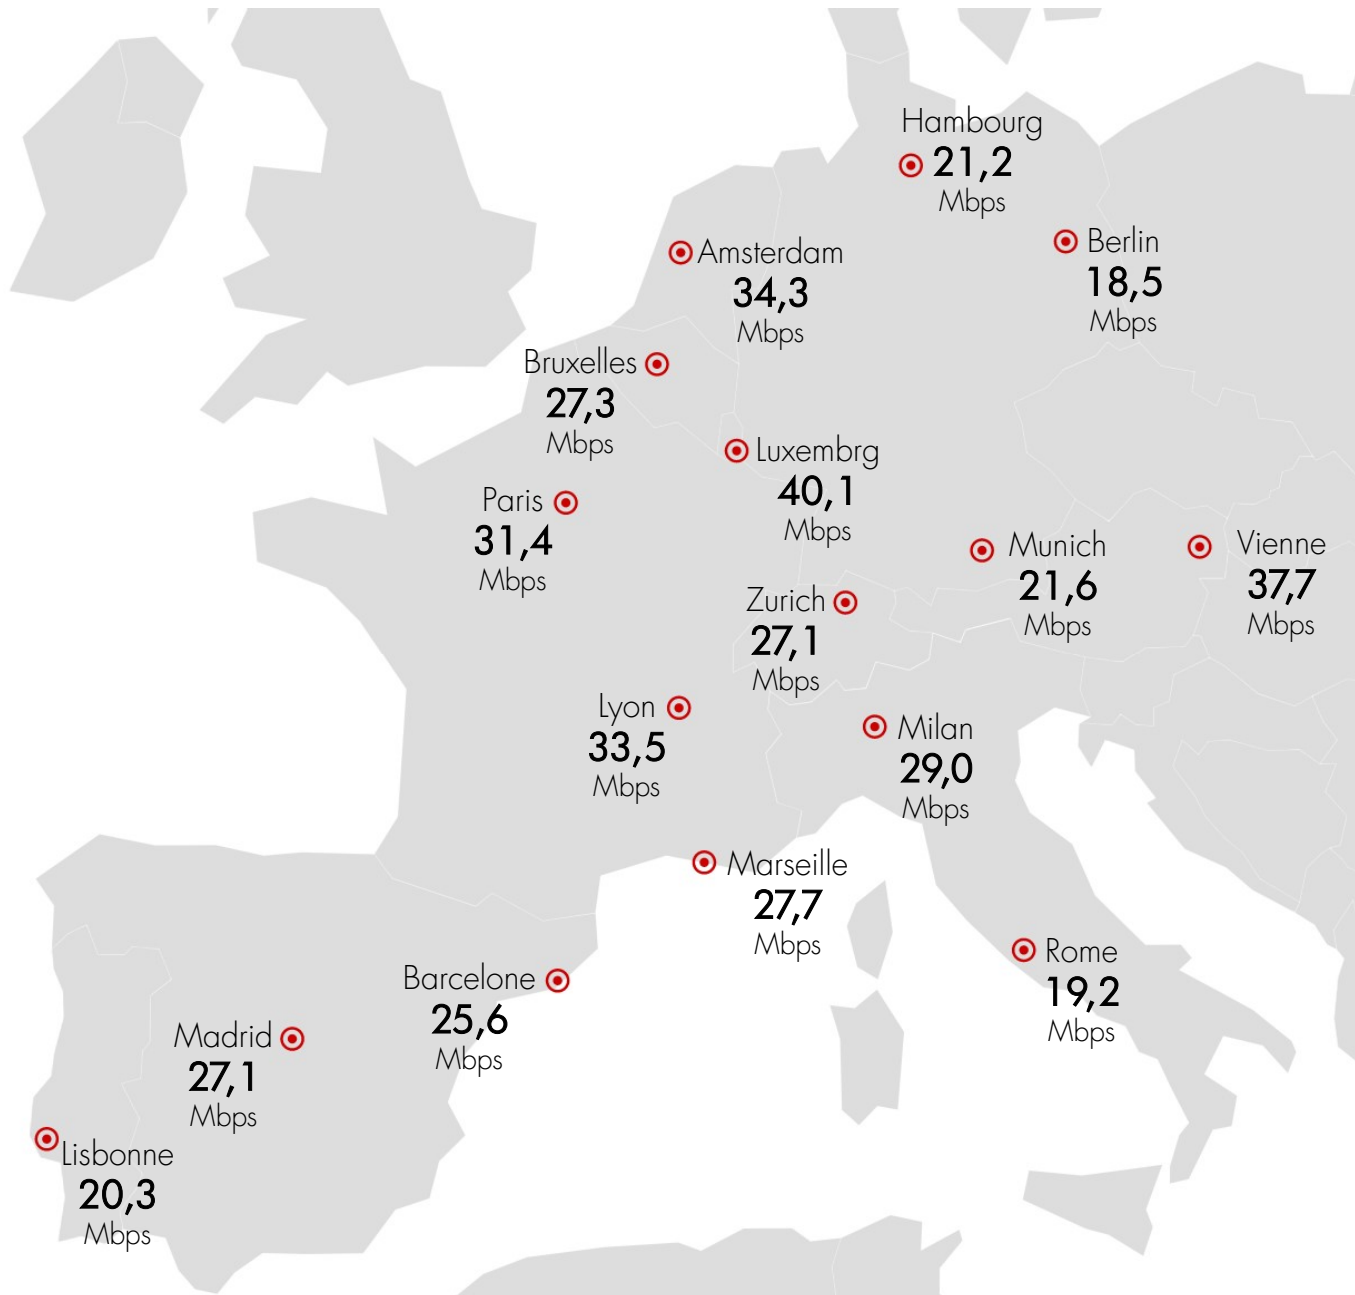 Hambourg
21,2
Mbps
Berlin
18,5
Mbps
Amsterdam
34,3
Mbps
Bruxelles
27,3
Mbps
Luxembrg
40,1
Mbps
Paris
31,4
Mbps
Munich
21,6
Mbps
Vienne
37,7
Mbps
Zurich
27,1
Mbps
Lyon
33,5
Mbps
Milan
29,0
Mbps
Marseille
27,7
Mbps
Rome
19,2
Mbps
Barcelone
25,6
Mbps
Madrid
27,1
Mbps
Lisbonne
20,3
Mbps